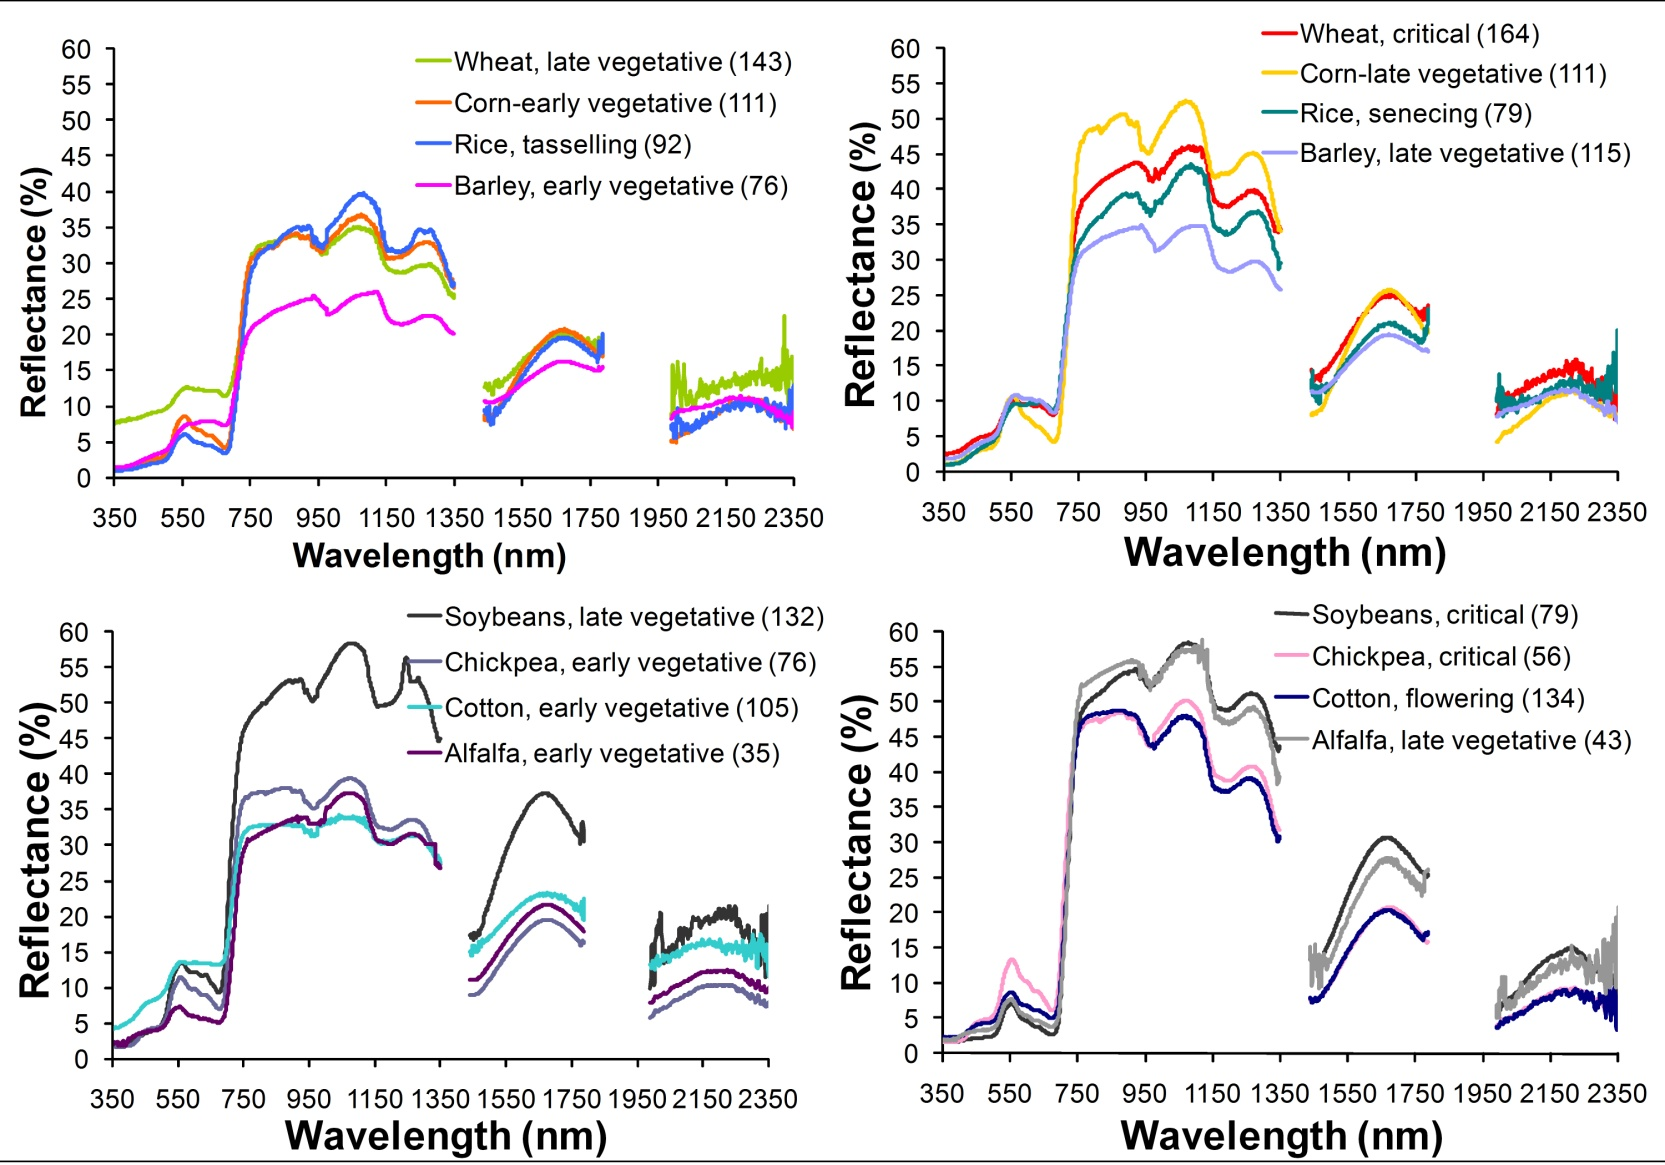 Wheat, late vegetative (143)
Corn-early vegetative (111)
Rice, tasselling (92)
Barley, early vegetative (76)
Reflectance (%)
60
55
50
45
40
35
30
25
20
15
10
5
0
350 550 750 950 1150 1350 1550 1750 1950 2150 2350
Wavelength (nm)
Wheat, critical (164)
Corn-late vegetative (111)
Rice, senecing (79)
Barley, late vegetative (115)
Reflectance (%)
60
55
50
45
40
35
30
25
20
15
10
5
0
350 550 750 950 1150 1350 1550 1750 1950 2150 2350
Wavelength (nm)
Soybeans, late vegetative (132)
Chickpea, early vegetative (76)
Cotton, early vegetative (105)
Alfalfa, early vegetative (35)
Reflectance (%)
60
55
50
45
40
35
30
25
20
15
10
5
0
350 550 750 950 1150 1350 1550 1750 1950 2150 2350
Wavelength (nm)
Soybeans, critical (79)
Chickpea, critical (56)
Cotton, flowering (134)
Alfalfa, late vegetative (43)
Reflectance (%)
60
55
50
45
40
35
30
25
20
15
10
5
0
350 550 750 950 1150 1350 1550 1750 1950 2150 2350
Wavelength (nm)